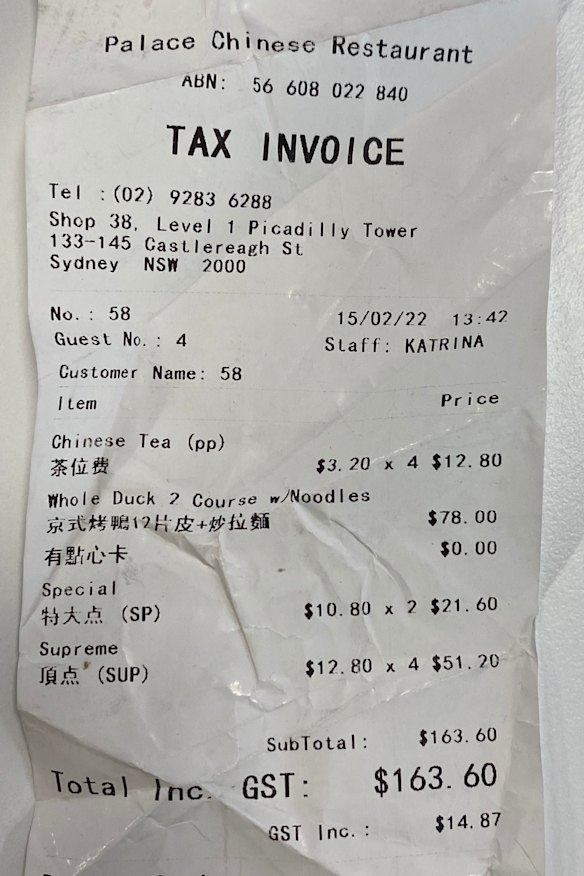 Palace Chinese Restaurant
ABN: 56 608 022 840
TAX INVOICE
Tel :(02) 9283 6288
Shop 38, Level 1 Picadilly Tower
133-145 Castlereagh St
Sydney NSW 2000
No.: 58 15/02/22 13:42
Guest No.: 4 Staff: KATRINA
Customer Name: 58
Item Price
Chinese Tea (pp)
茶位费 $3.20 x 4 $12.80
Whole Duck 2 Course w/Noodles
京式烤鴨12片皮+炒拉麵 $78.00
有點心卡 $0.00
Special
特大点 (SP) $10.80 x 2 $21.60
Supreme
頂点 (SUP) $12.80 x 4 $51.20
SubTotal: $163.60
Total Inc. GST: $163.60
GST Inc.: $14.87